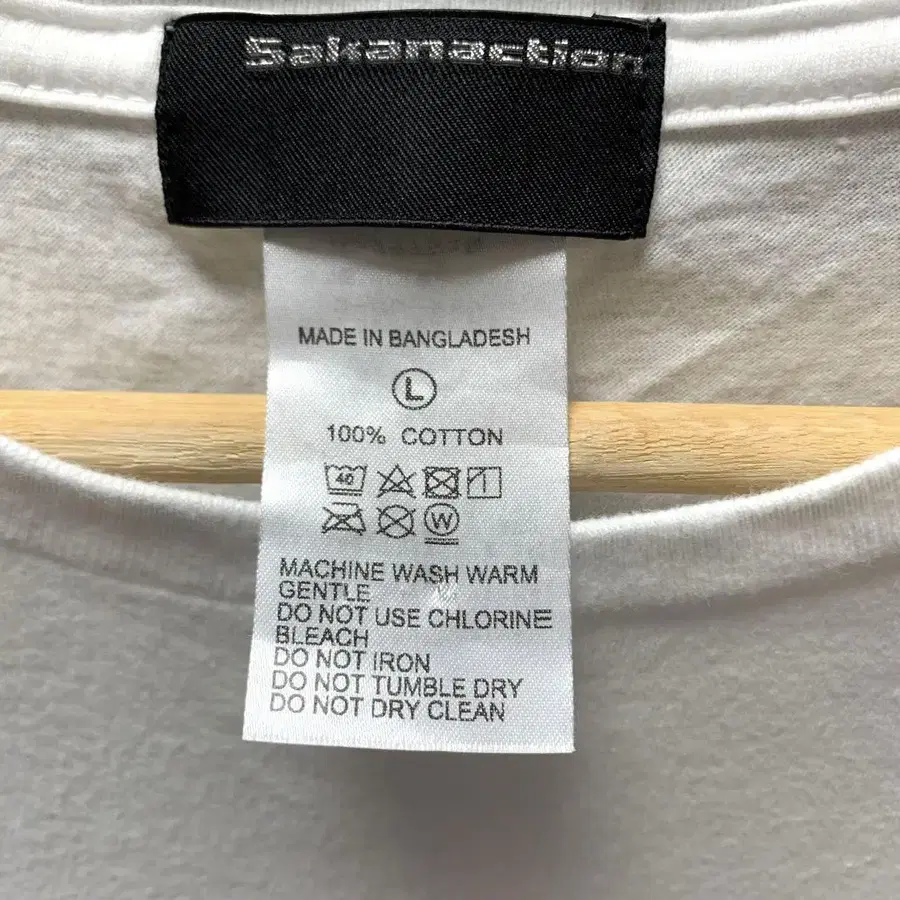 Sakanaction
MADE IN BANGLADESH
L
100% COTTON
40
W
MACHINE WASH WARM
GENTLE
DO NOT USE CHLORINE
BLEACH
DO NOT IRON
DO NOT TUMBLE DRY
DO NOT DRY CLEAN